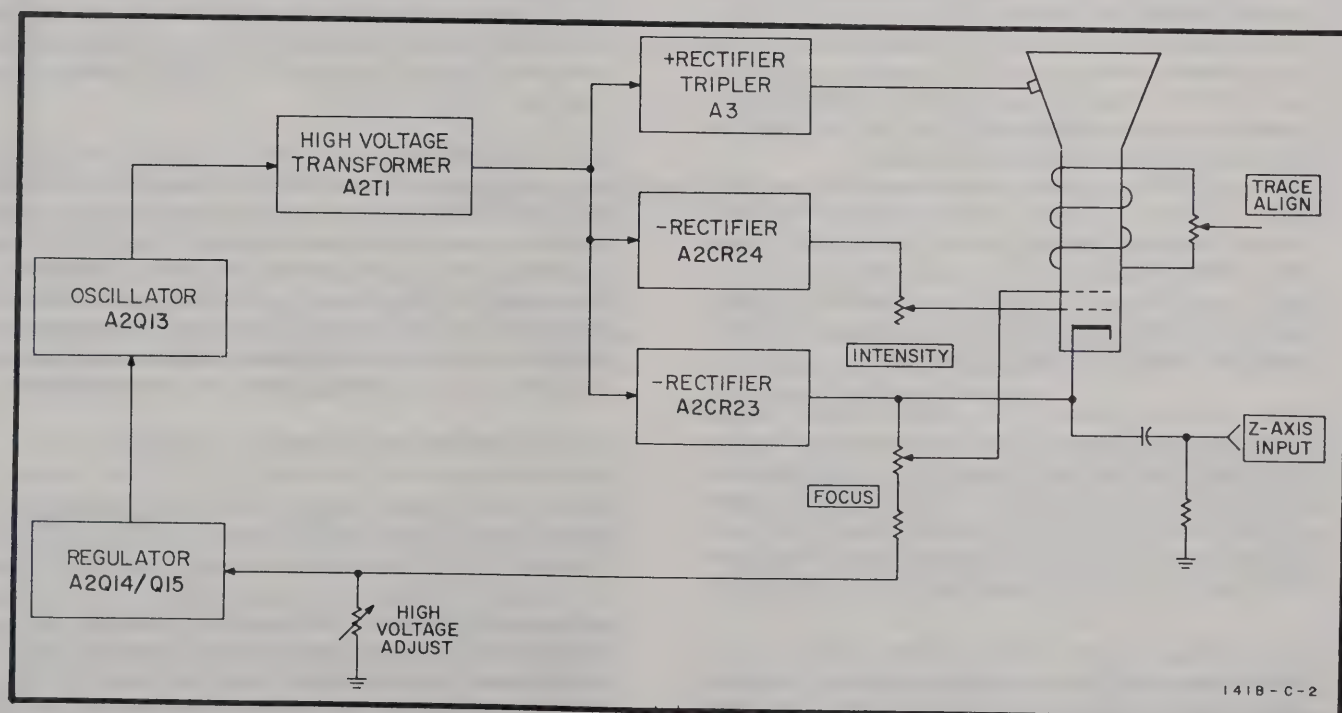 +RECTIFIER
TRIPLER
A3
HIGH VOLTAGE
TRANSFORMER
A2T1
TRACE
ALIGN
-RECTIFIER
A2CR24
OSCILLATOR
A2Q13
INTENSITY
-RECTIFIER
A2CR23
Z-AXIS
INPUT
FOCUS
REGULATOR
A2Q14/Q15
HIGH
VOLTAGE
ADJUST
141B-C-2